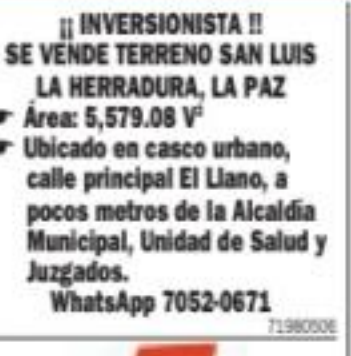 ¡¡ INVERSIONISTA !!
SE VENDE TERRENO SAN LUIS
LA HERRADURA, LA PAZ
Área: 5,579.08 V²
Ubicado en casco urbano,
calle principal El Llano, a
pocos metros de la Alcaldía
Municipal, Unidad de Salud y
Juzgados.
WhatsApp 7052-0671
71980506